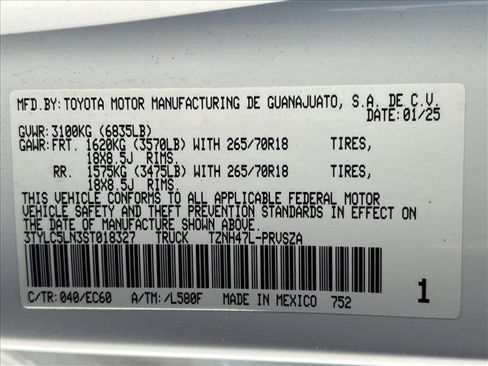 MFD.BY:TOYOTA MOTOR MANUFACTURING DE GUANAJUATO, S.A. DE C.V.
DATE:01/25
GVWR:3100KG (6835LB)
GAWR:FRT. 1620KG (3570LB) WITH 265/70R18 TIRES,
18X8.5J RIMS.
RR. 1575KG (3475LB) WITH 265/70R18 TIRES,
18X8.5J RIMS.
THIS VEHICLE CONFORMS TO ALL APPLICABLE FEDERAL MOTOR
VEHICLE SAFETY AND THEFT PREVENTION STANDARDS IN EFFECT ON
THE DATE OF MANUFACTURE SHOWN ABOVE.
3TYLC5LN3ST018327 TRUCK TZNH47L-PRVSZA
C/TR: 040/EC60 A/TM: /L580F MADE IN MEXICO 752 1